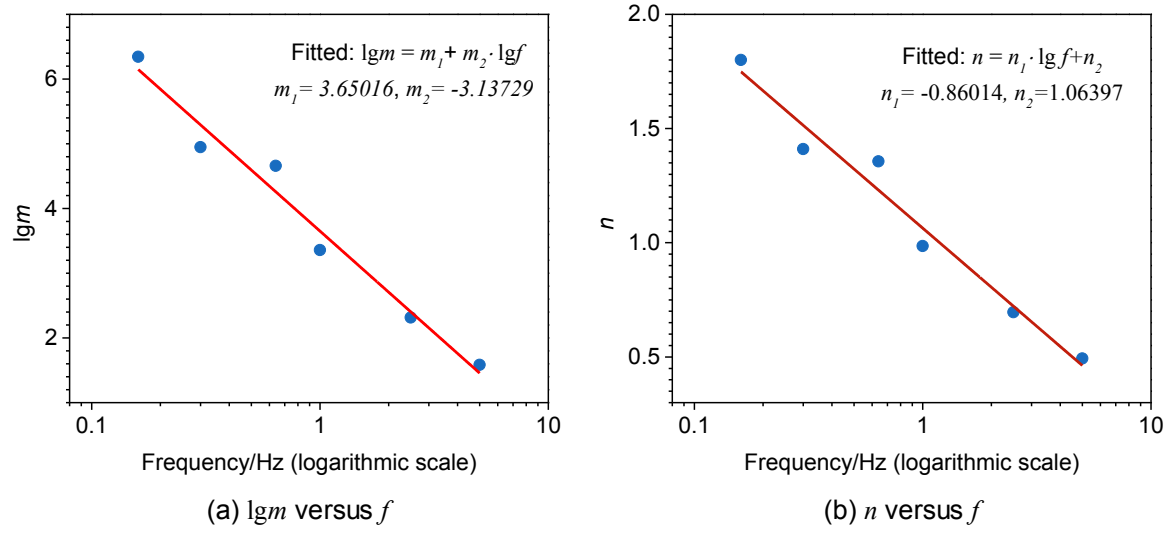 Fitted: lgm = m₁+ m₂· lgf
m₁= 3.65016, m₂= -3.13729
6
4
2
lgm
0.1
1
10
Frequency/Hz (logarithmic scale)
(a) lgm versus f
Fitted: n = n₁· lg f+n₂
n₁= -0.86014, n₂=1.06397
2.0
1.5
1.0
0.5
n
0.1
1
10
Frequency/Hz (logarithmic scale)
(b) n versus f